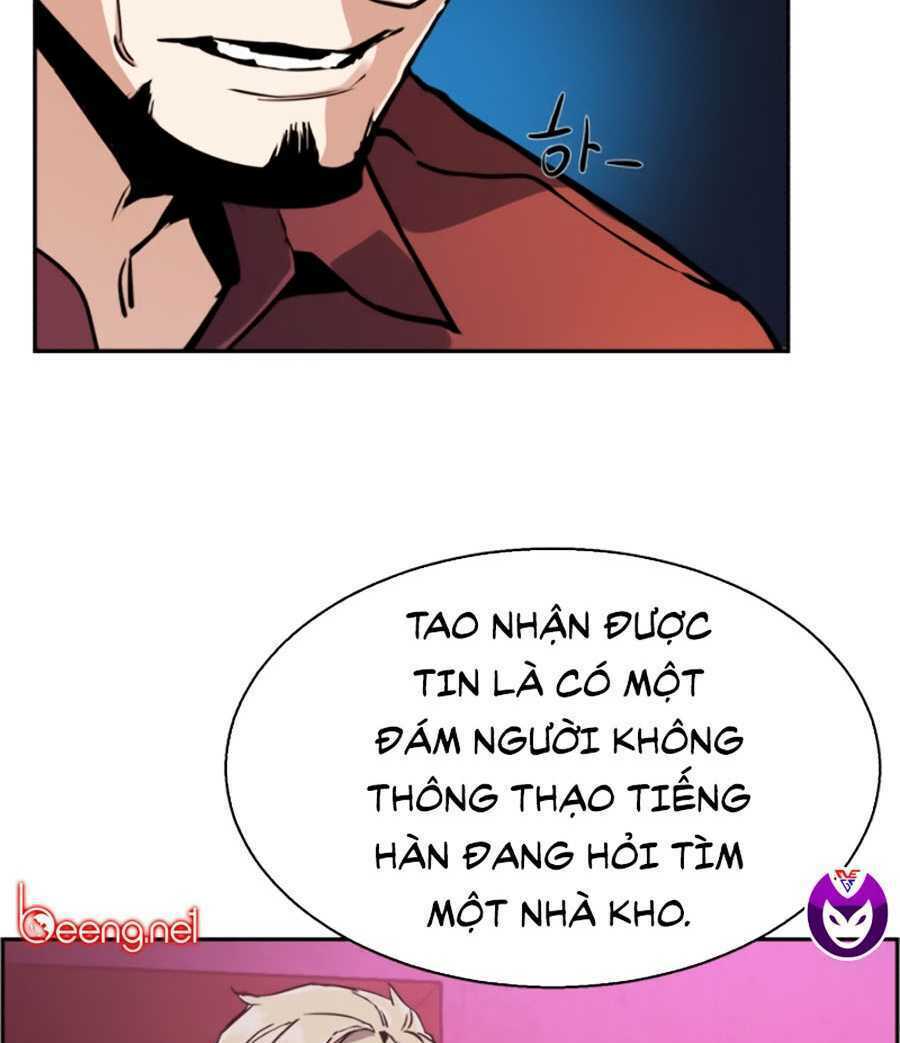 하-
TAO NHẬN ĐƯỢC
TIN LÀ CÓ MỘT
ĐÁM NGƯỜI KHÔNG
THÔNG THẠO TIẾNG
HÀN ĐANG HỎI TÌM
MỘT NHÀ KHO.
beeng.net